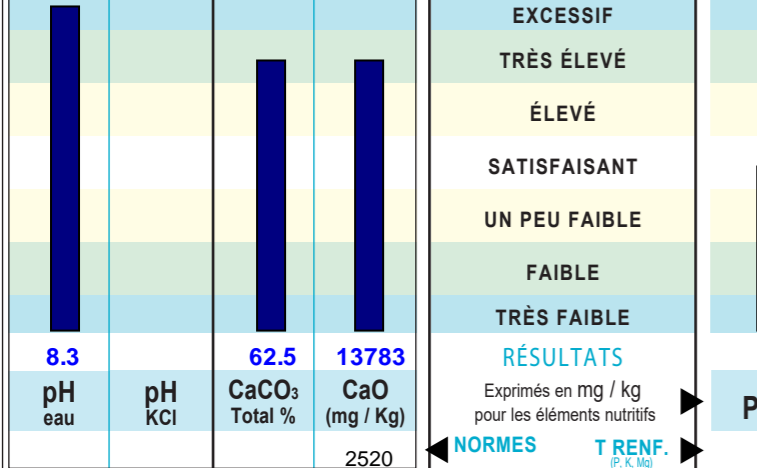 EXCESSIF
TRÈS ÉLEVÉ
ÉLEVÉ
SATISFAISANT
UN PEU FAIBLE
FAIBLE
TRÈS FAIBLE
8.3 62.5 13783 RÉSULTATS
pH eau
pH KCl
CaCO₃ Total %
CaO (mg / Kg)
Exprimés en mg / kg
pour les éléments nutritifs
P
2520
NORMES T RENF.
(P, K, Mg)